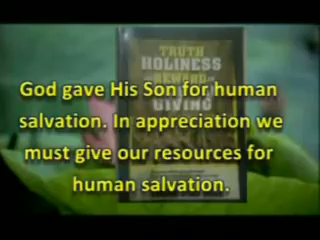 TRUTH
HOLINESS
REWARD
GIVING
God gave His Son for human
salvation. In appreciation we
must give our resources for
human salvation.